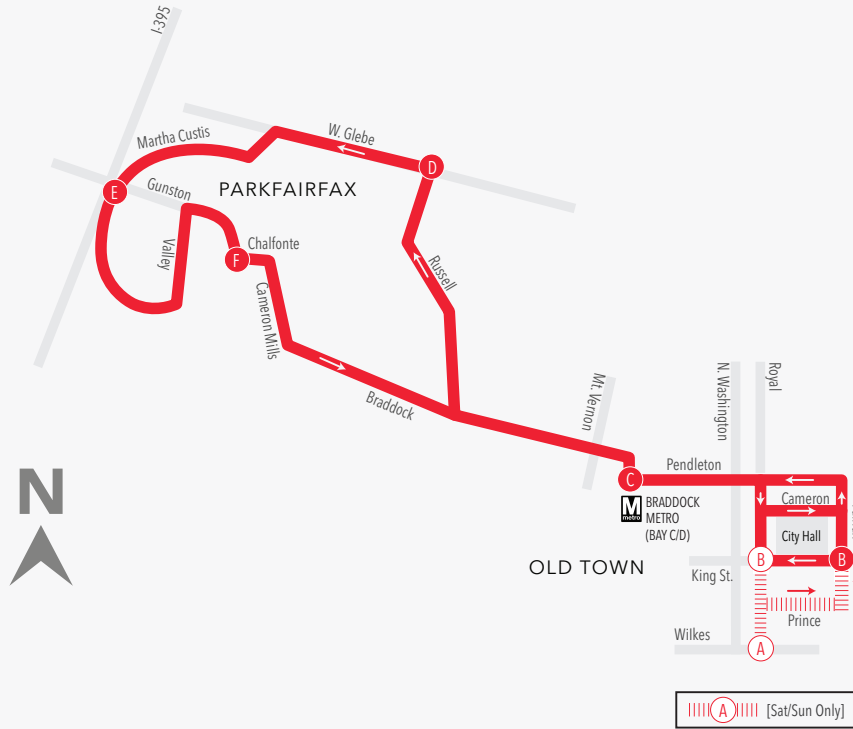 I-395
Martha Custis
W. Glebe
D
E
Gunston
PARKFAIRFAX
Valley
F
Chalfonte
Russell
Cameron Mills
Braddock
Mt. Vernon
N. Washington
Royal
N
Pendleton
C
M
metro
BRADDOCK
METRO
(BAY C/D)
Cameron
City Hall
B
B
OLD TOWN
King St.
Prince
Wilkes
A
A
[Sat/Sun Only]